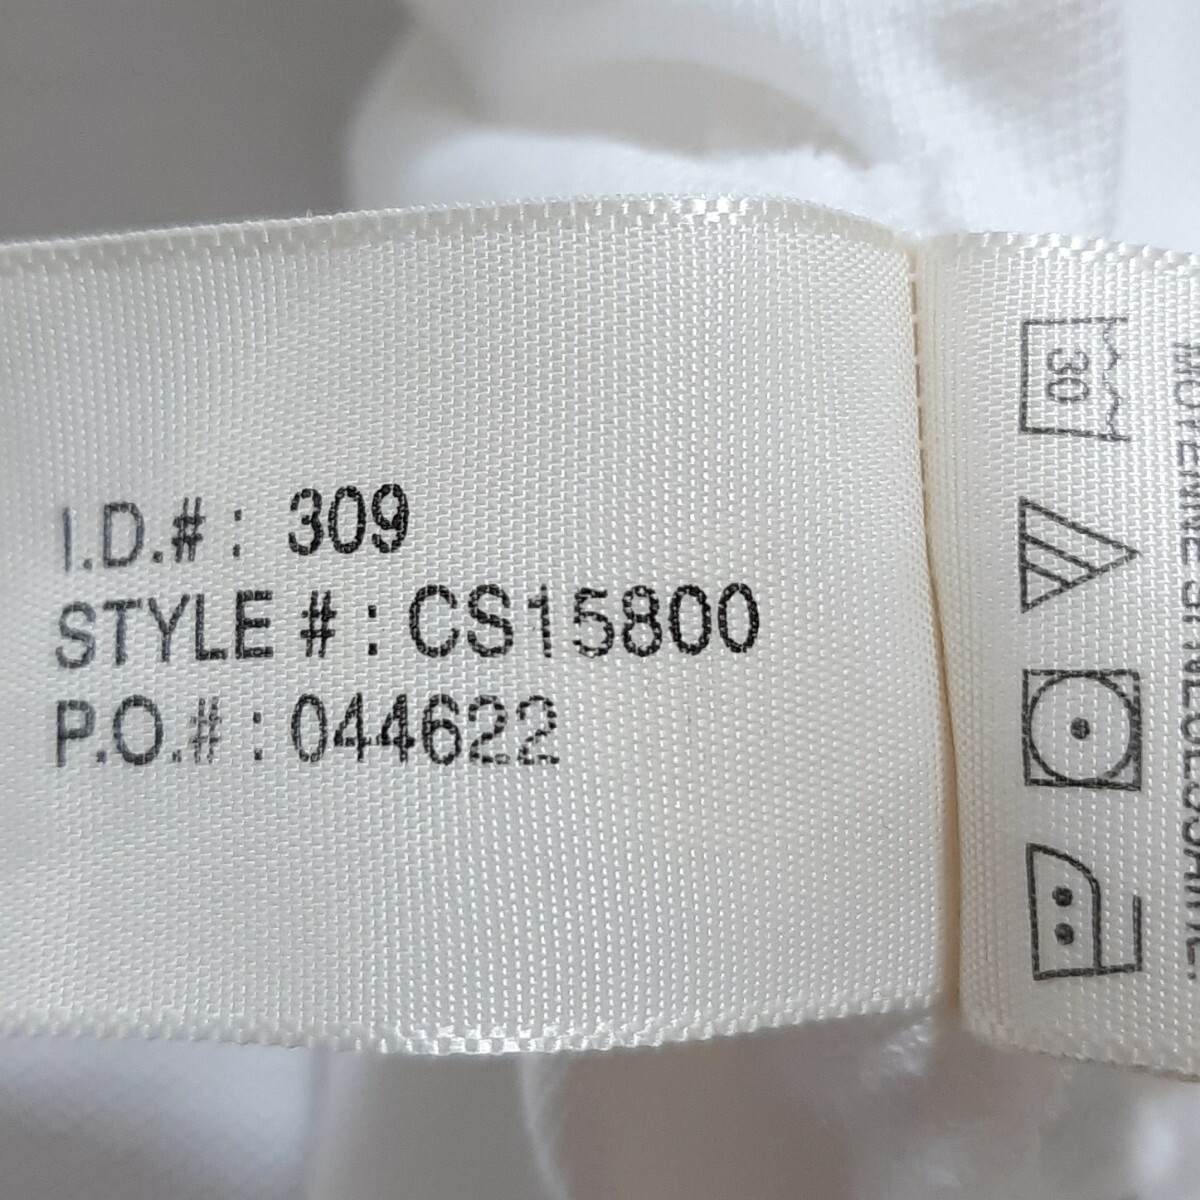 I.D.#: 309
STYLE #: CS15800
P.O.#: 044622
30